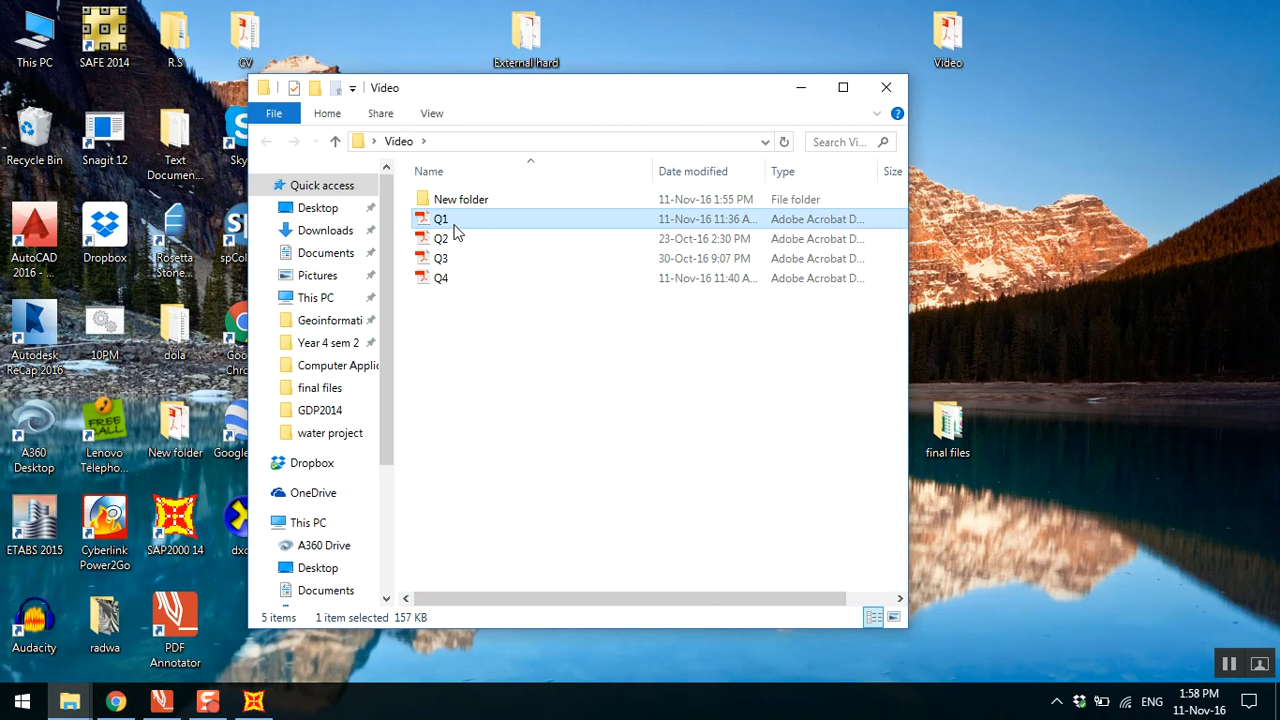 This PC
SAFE 2014
R.S
QV
External hard
Video
Video
File
Home
Share
View
Video
Search Vi...
Recycle Bin
Snagit 12
Text Documen...
Sky
Name
Date modified
Type
Size
Quick access
New folder
11-Nov-16 1:55 PM
File folder
Desktop
Q1
11-Nov-16 11:36 A...
Adobe Acrobat D...
Downloads
Q2
23-Oct-16 2:30 PM
Adobe Acrobat D...
Documents
Q3
30-Oct-16 9:07 PM
Adobe Acrobat D...
Pictures
Q4
11-Nov-16 11:40 A...
Adobe Acrobat D...
This PC
Geoinformati
Year 4 sem 2
Computer Applic
final files
GDP2014
water project
Dropbox
OneDrive
This PC
A360 Drive
Desktop
Documents
AutoCAD 2016 - ...
Dropbox
Rosetta Stone...
spCol
Autodesk ReCap 2016
10PM
dola
Goo Chr
A360 Desktop
FREE CALL
Lenovo Telepho...
New folder
Google
final files
ETABS 2015
Cyberlink Power2Go
SAP2000 14
dxc
Audacity
radwa
PDF Annotator
5 items
1 item selected 157 KB
ENG
1:58 PM
11-Nov-16